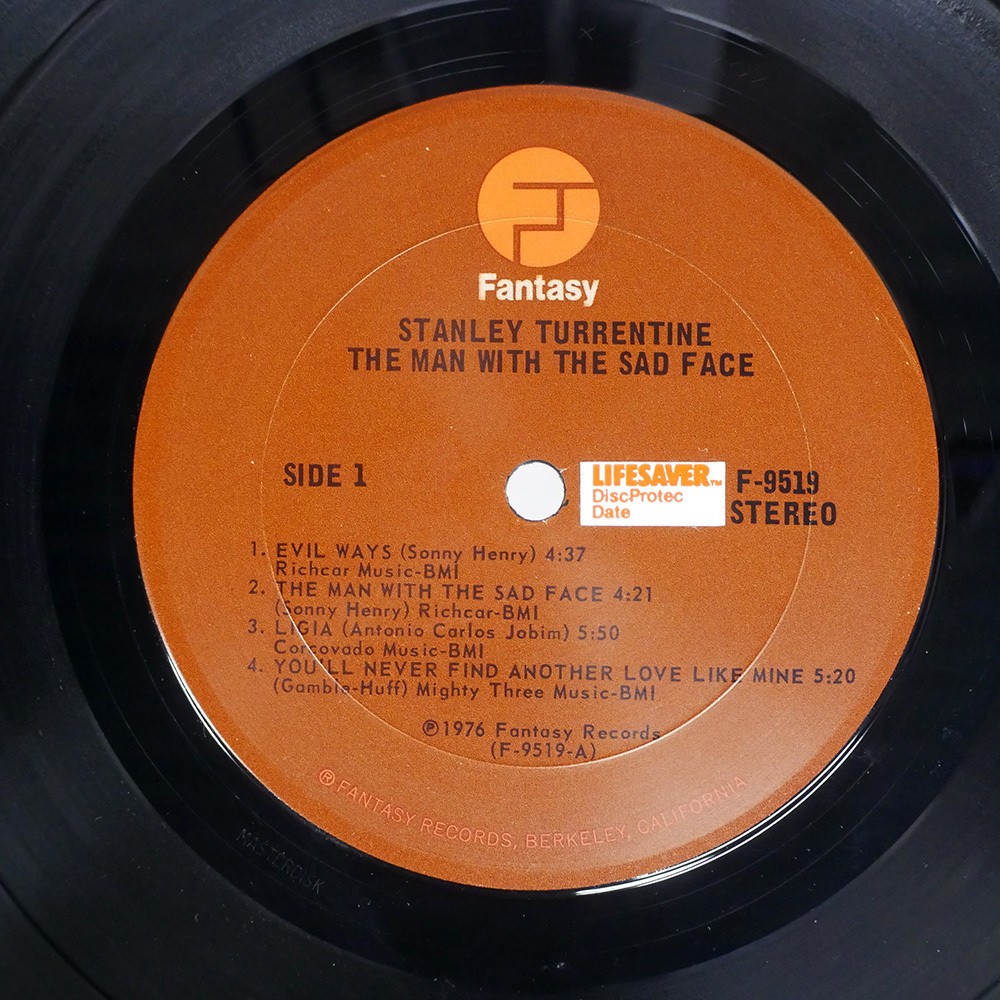 Fantasy
STANLEY TURRENTINE
THE MAN WITH THE SAD FACE
SIDE 1
LIFESAVER™
DiscProtec
Date
F-9519
STEREO
1. EVIL WAYS (Sonny Henry) 4:37
Richcar Music-BMI
2. THE MAN WITH THE SAD FACE 4:21
(Sonny Henry) Richcar-BMI
3. LIGIA (Antonio Carlos Jobim) 5:50
Corcovado Music-BMI
4. YOU'LL NEVER FIND ANOTHER LOVE LIKE MINE 5:20
(Gamble-Huff) Mighty Three Music-BMI
℗1976 Fantasy Records
(F-9519-A)
® FANTASY RECORDS, BERKELEY, CALIFORNIA
MASTERDISK